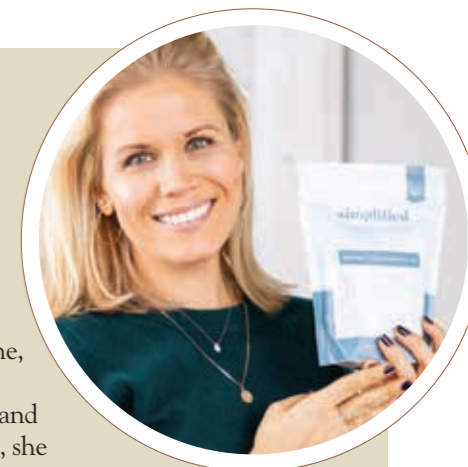 simplified
ne,
and
, she